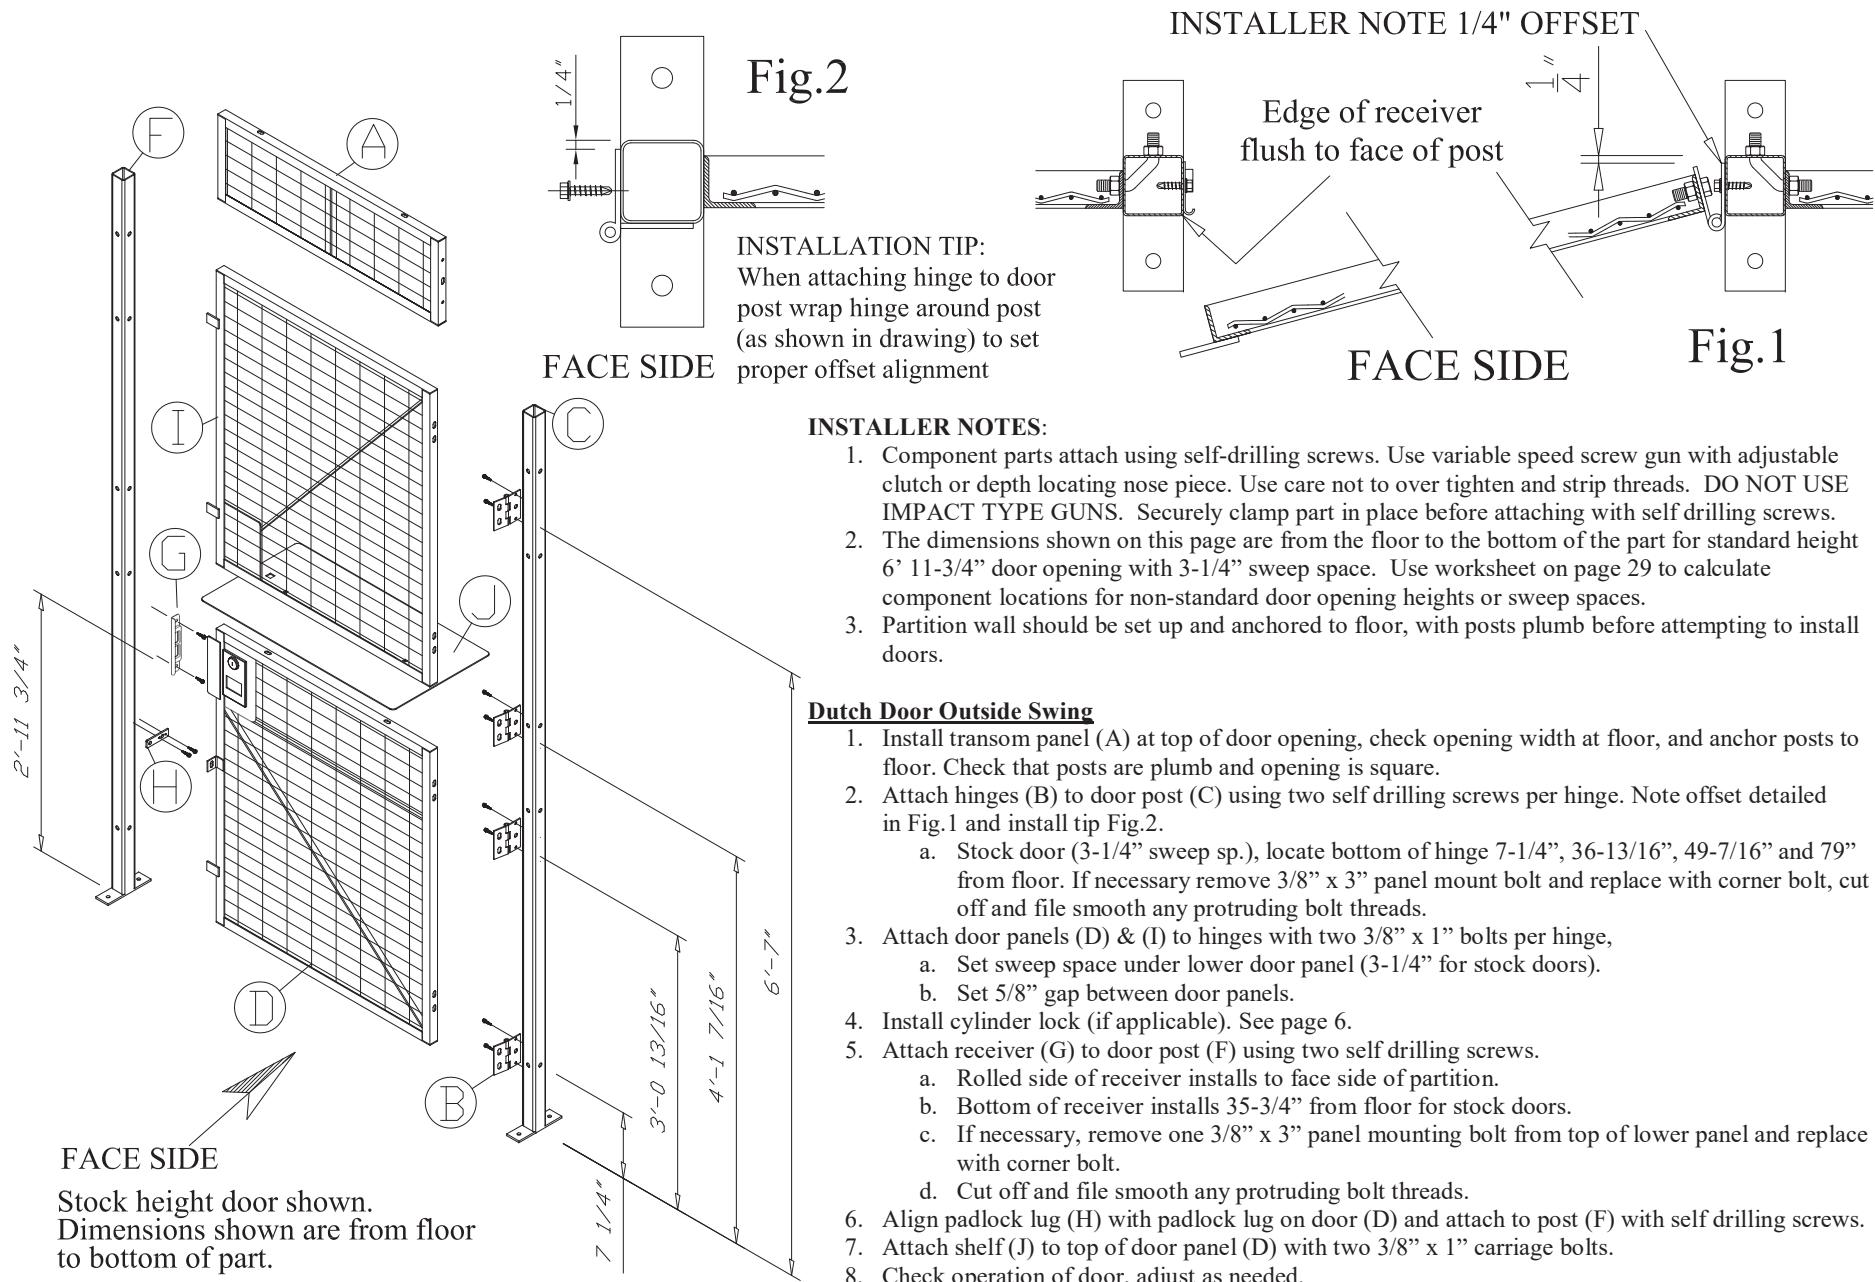 INSTALLER NOTE 1/4" OFFSET
1/4"
Fig.2
1/4"
Edge of receiver
flush to face of post
F
A
INSTALLATION TIP:
When attaching hinge to door
post wrap hinge around post
(as shown in drawing) to set
proper offset alignment
FACE SIDE
FACE SIDE
Fig.1
I
C
G
J
H
D
B
2'-11 3/4"
7 1/4"
3'-0 13/16"
4'-1 7/16"
6'-7"
FACE SIDE
Stock height door shown.
Dimensions shown are from floor
to bottom of part.
INSTALLER NOTES:
1. Component parts attach using self-drilling screws. Use variable speed screw gun with adjustable
clutch or depth locating nose piece. Use care not to over tighten and strip threads. DO NOT USE
IMPACT TYPE GUNS. Securely clamp part in place before attaching with self drilling screws.
2. The dimensions shown on this page are from the floor to the bottom of the part for standard height
6’ 11-3/4” door opening with 3-1/4” sweep space. Use worksheet on page 29 to calculate
component locations for non-standard door opening heights or sweep spaces.
3. Partition wall should be set up and anchored to floor, with posts plumb before attempting to install
doors.
Dutch Door Outside Swing
1. Install transom panel (A) at top of door opening, check opening width at floor, and anchor posts to
floor. Check that posts are plumb and opening is square.
2. Attach hinges (B) to door post (C) using two self drilling screws per hinge. Note offset detailed
in Fig.1 and install tip Fig.2.
a. Stock door (3-1/4” sweep sp.), locate bottom of hinge 7-1/4”, 36-13/16”, 49-7/16” and 79”
from floor. If necessary remove 3/8” x 3” panel mount bolt and replace with corner bolt, cut
off and file smooth any protruding bolt threads.
3. Attach door panels (D) & (I) to hinges with two 3/8” x 1” bolts per hinge,
a. Set sweep space under lower door panel (3-1/4” for stock doors).
b. Set 5/8” gap between door panels.
4. Install cylinder lock (if applicable). See page 6.
5. Attach receiver (G) to door post (F) using two self drilling screws.
a. Rolled side of receiver installs to face side of partition.
b. Bottom of receiver installs 35-3/4” from floor for stock doors.
c. If necessary, remove one 3/8” x 3” panel mounting bolt from top of lower panel and replace
with corner bolt.
d. Cut off and file smooth any protruding bolt threads.
6. Align padlock lug (H) with padlock lug on door (D) and attach to post (F) with self drilling screws.
7. Attach shelf (J) to top of door panel (D) with two 3/8” x 1” carriage bolts.
8. Check operation of door, adjust as needed.